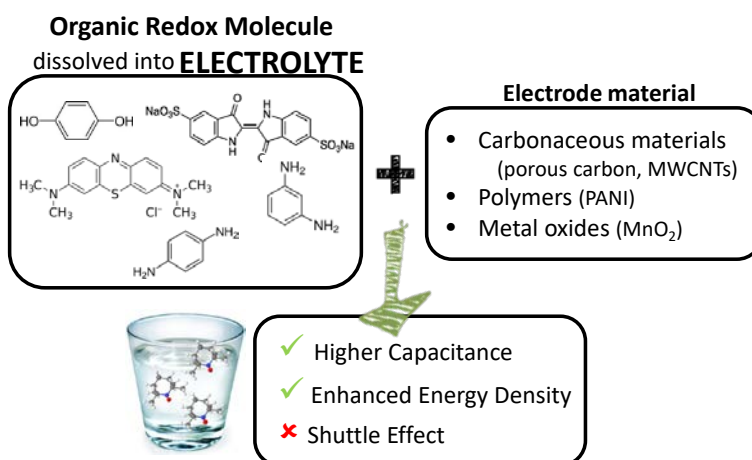 Organic Redox Molecule
dissolved into ELECTROLYTE
HO
OH
NaO₃S
O
H
N
N
H
O
SO₃Na
N
H₃C
N
CH₃
S
Cl⁻
N⁺
CH₃
CH₃
NH₂
NH₂
NH₂
H₂N
Electrode material
• Carbonaceous materials
(porous carbon, MWCNTs)
• Polymers (PANI)
• Metal oxides (MnO₂)
✓ Higher Capacitance
✓ Enhanced Energy Density
✘ Shuttle Effect